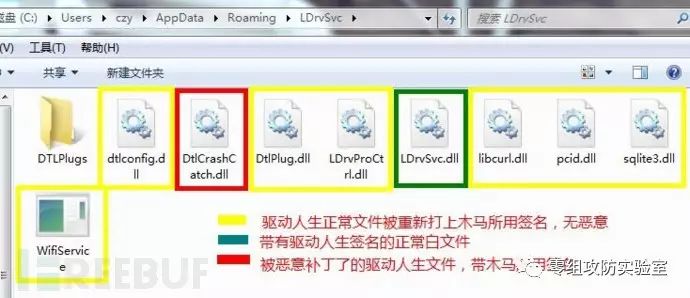 盘 (C:) ▸ Users ▸ czy ▸ AppData ▸ Roaming ▸ LDrvSvc ▸
搜索 LDrvSvc
(V) 工具(T) 帮助(H)
共享 新建文件夹
DTLPlugs
dtlconfig.dll
DtlCrashCatch.dll
DtlPlug.dll
LDrvProCtrl.dll
LDrvSvc.dll
libcurl.dll
pcid.dll
sqlite3.dll
WifiService
驱动人生正常文件被重新打上木马所用签名，无恶意
带有驱动人生签名的正常白文件
被恶意补丁了的驱动人生文件，带木马
REEBUF
零组攻防实验室